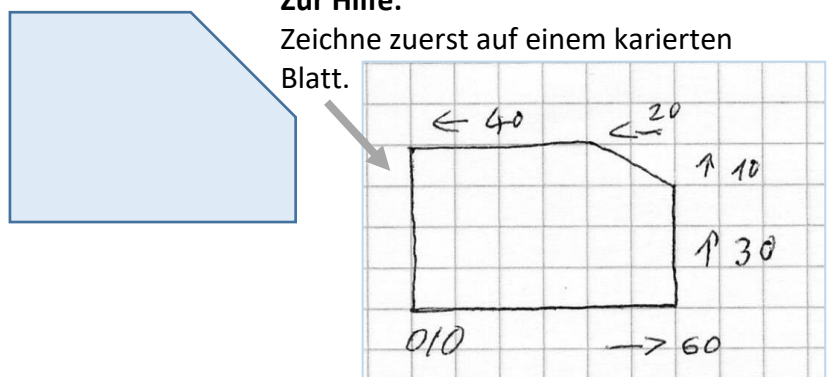 Zur Hilfe:
Zeichne zuerst auf einem karierten
Blatt.
← 40
← 20
↑ 10
↑ 30
0/0
→ 60